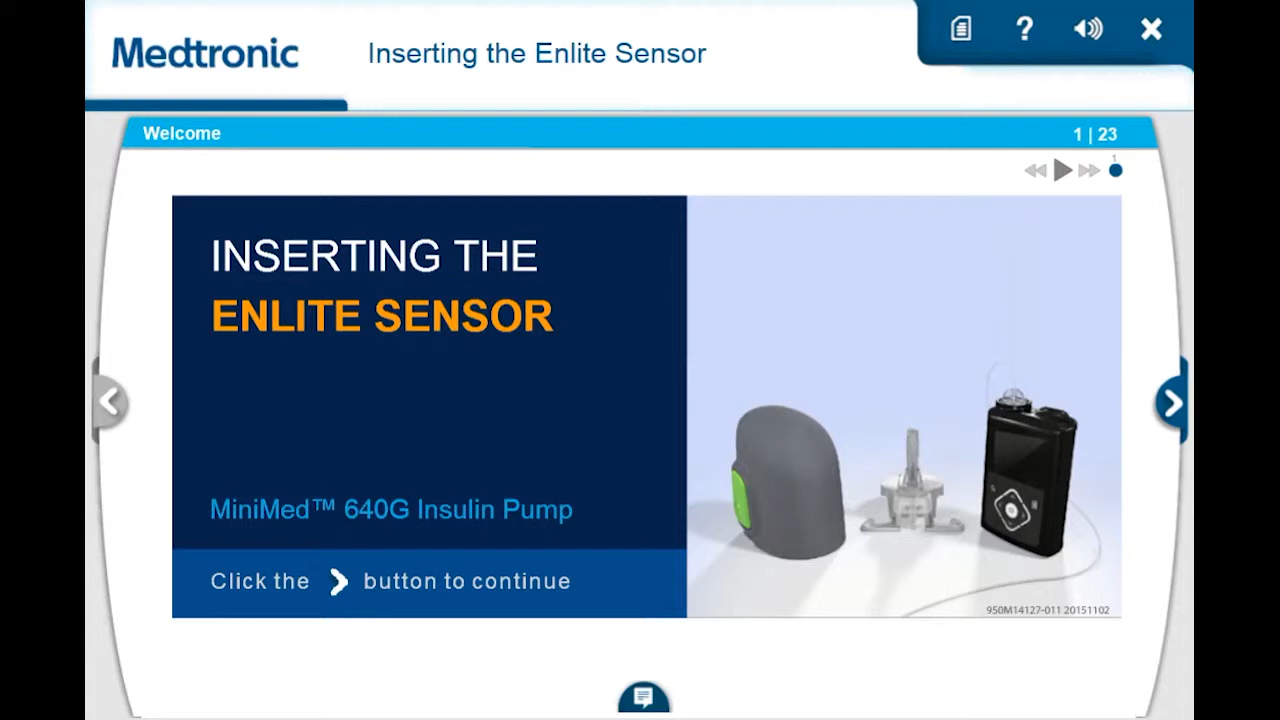 Medtronic
Inserting the Enlite Sensor
?
Welcome
1 | 23
1
INSERTING THE
ENLITE SENSOR
MiniMed™ 640G Insulin Pump
Click the button to continue
950M14127-011 20151102